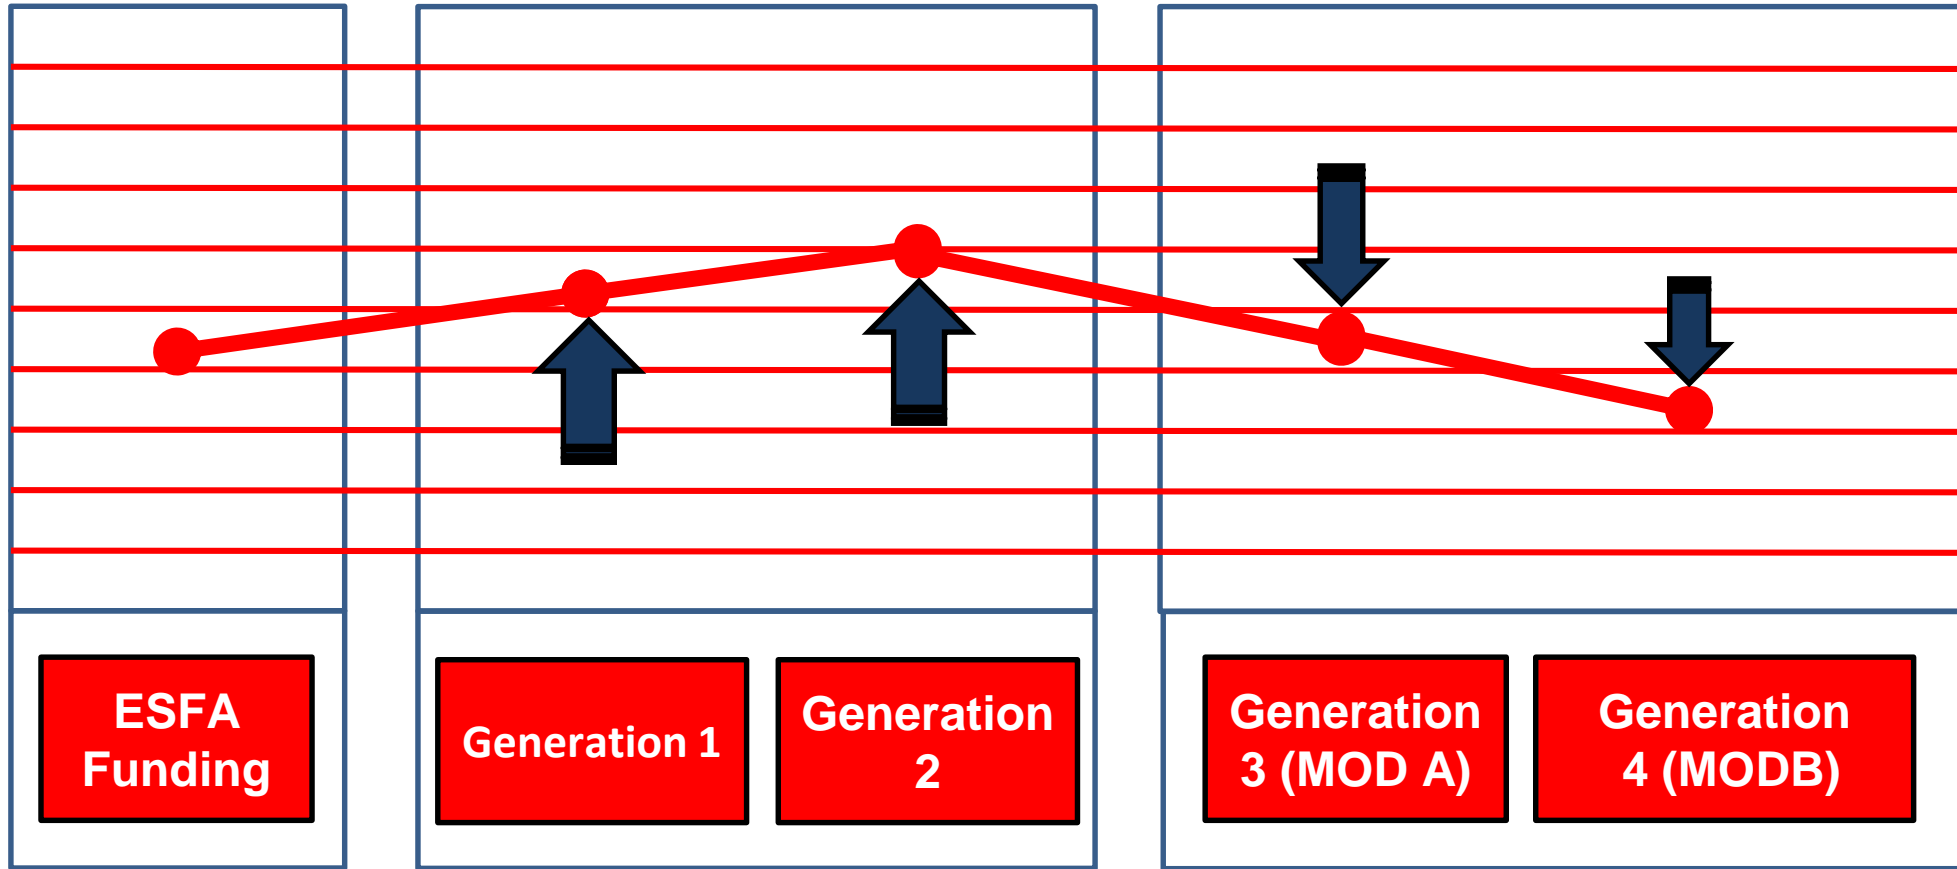 ESFA
Funding
Generation 1
Generation
2
Generation
3 (MOD A)
Generation
4 (MODB)